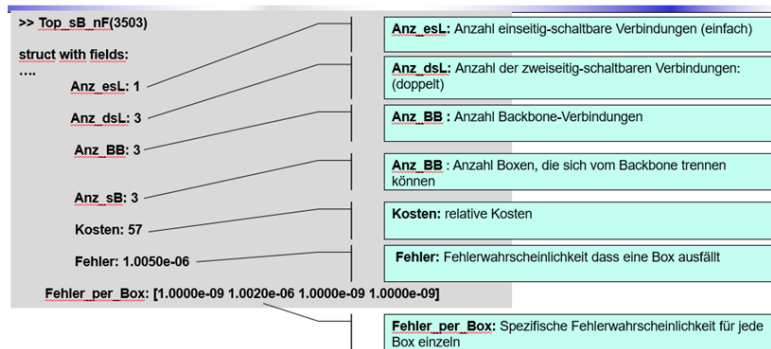 >> Top_sB_nF(3503)
struct with fields:
....
Anz_esL: 1
Anz_dsL: 3
Anz_BB: 3
Anz_sB: 3
Kosten: 57
Fehler: 1.0050e-06
Fehler_per_Box: [1.0000e-09 1.0020e-06 1.0000e-09 1.0000e-09]
Anz_esL: Anzahl einseitig-schaltbare Verbindungen (einfach)
Anz_dsL: Anzahl der zweiseitig-schaltbaren Verbindungen:
(doppelt)
Anz_BB : Anzahl Backbone-Verbindungen
Anz_BB : Anzahl Boxen, die sich vom Backbone trennen
können
Kosten: relative Kosten
Fehler: Fehlerwahrscheinlichkeit dass eine Box ausfällt
Fehler_per_Box: Spezifische Fehlerwahrscheinlichkeit für jede
Box einzeln